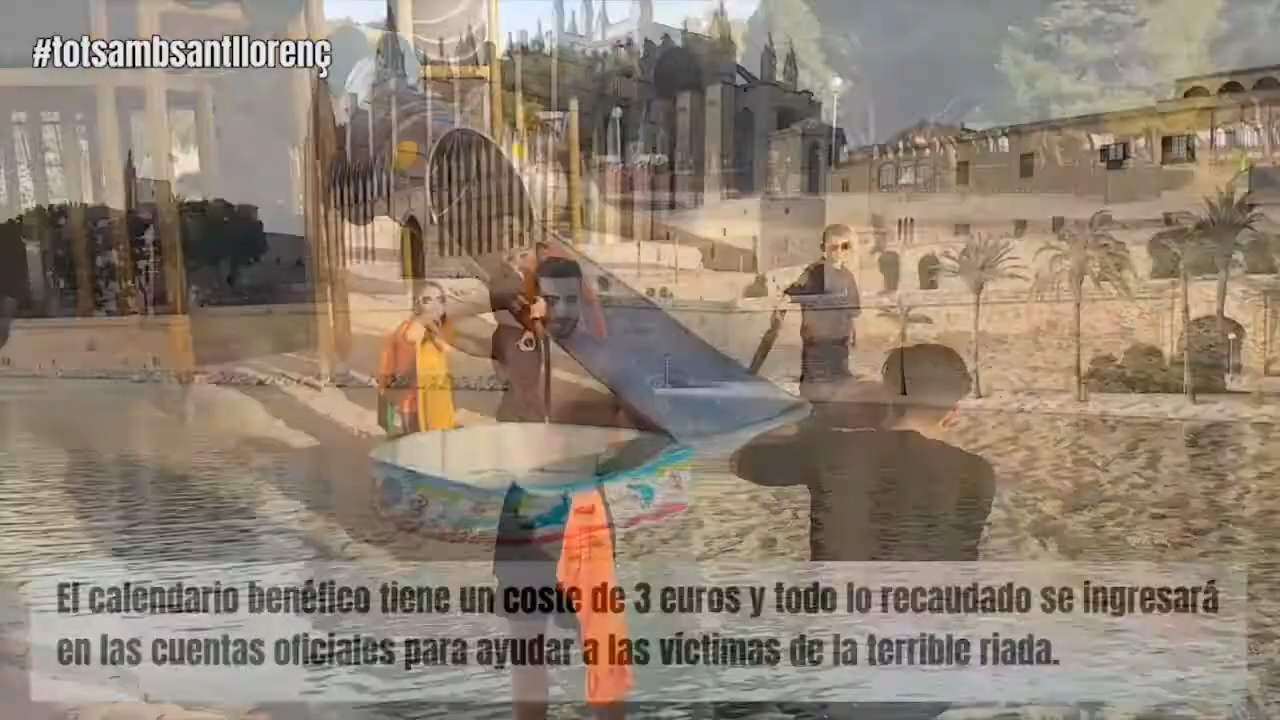 #totsambsantllorenç
El calendario benéfico tiene un coste de 3 euros y todo lo recaudado se ingresará
en las cuentas oficiales para ayudar a las víctimas de la terrible riada.